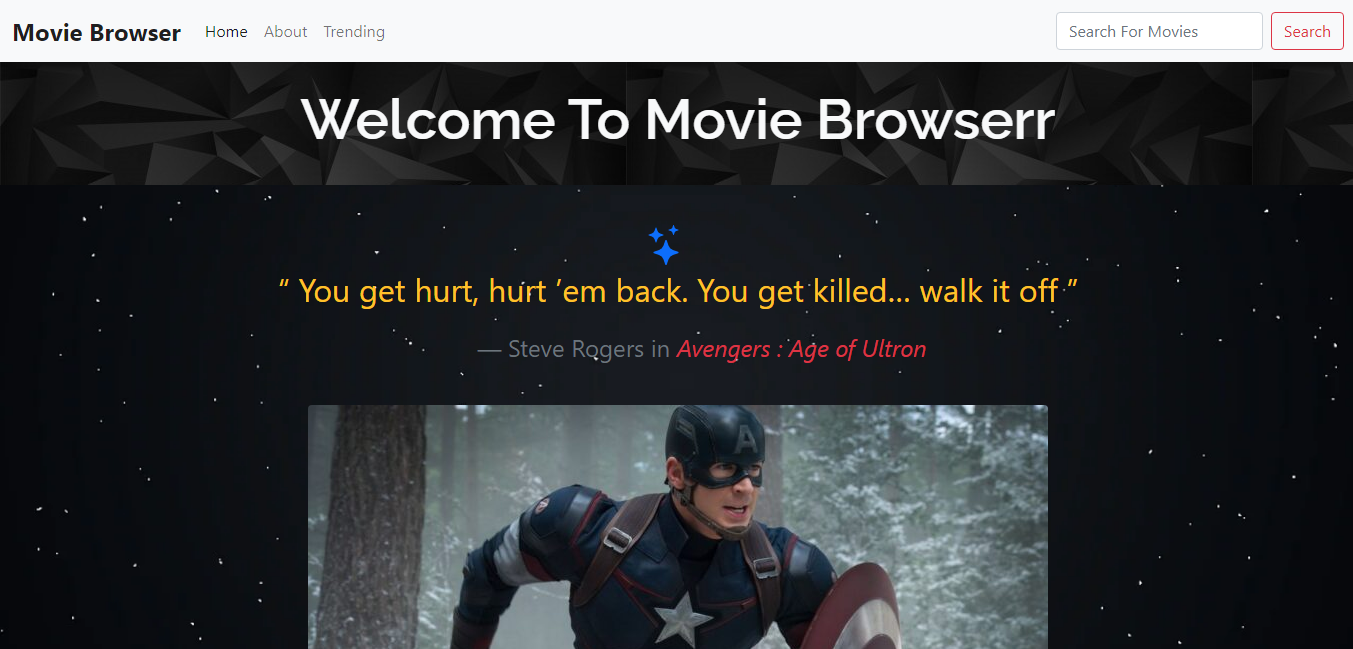 Movie Browser Home About Trending Search For Movies Search
Welcome To Movie Browserr
“ You get hurt, hurt ’em back. You get killed... walk it off ”
— Steve Rogers in Avengers : Age of Ultron
A